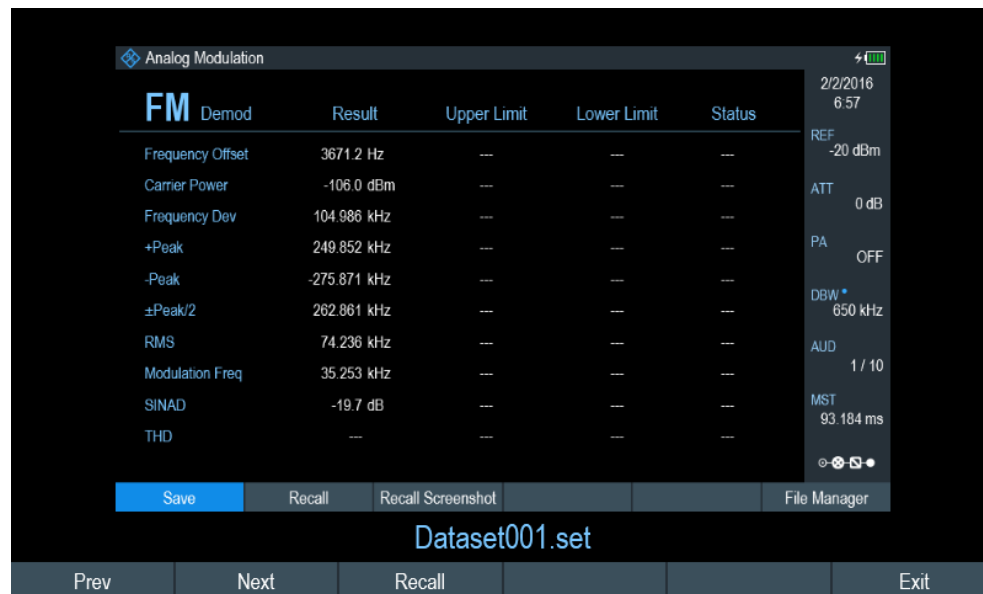 Analog Modulation
2/2/2016
6:57
FM Demod Result Upper Limit Lower Limit Status
Frequency Offset 3671.2 Hz --- --- ---
Carrier Power -106.0 dBm --- --- ---
Frequency Dev 104.986 kHz --- --- ---
+Peak 249.852 kHz --- --- ---
-Peak -275.871 kHz --- --- ---
±Peak/2 262.861 kHz --- --- ---
RMS 74.236 kHz --- --- ---
Modulation Freq 35.253 kHz --- --- ---
SINAD -19.7 dB --- --- ---
THD --- --- --- ---
REF
-20 dBm
ATT
0 dB
PA
OFF
DBW
650 kHz
AUD
1 / 10
MST
93.184 ms
Save Recall Recall Screenshot File Manager
Dataset001.set
Prev Next Recall Exit